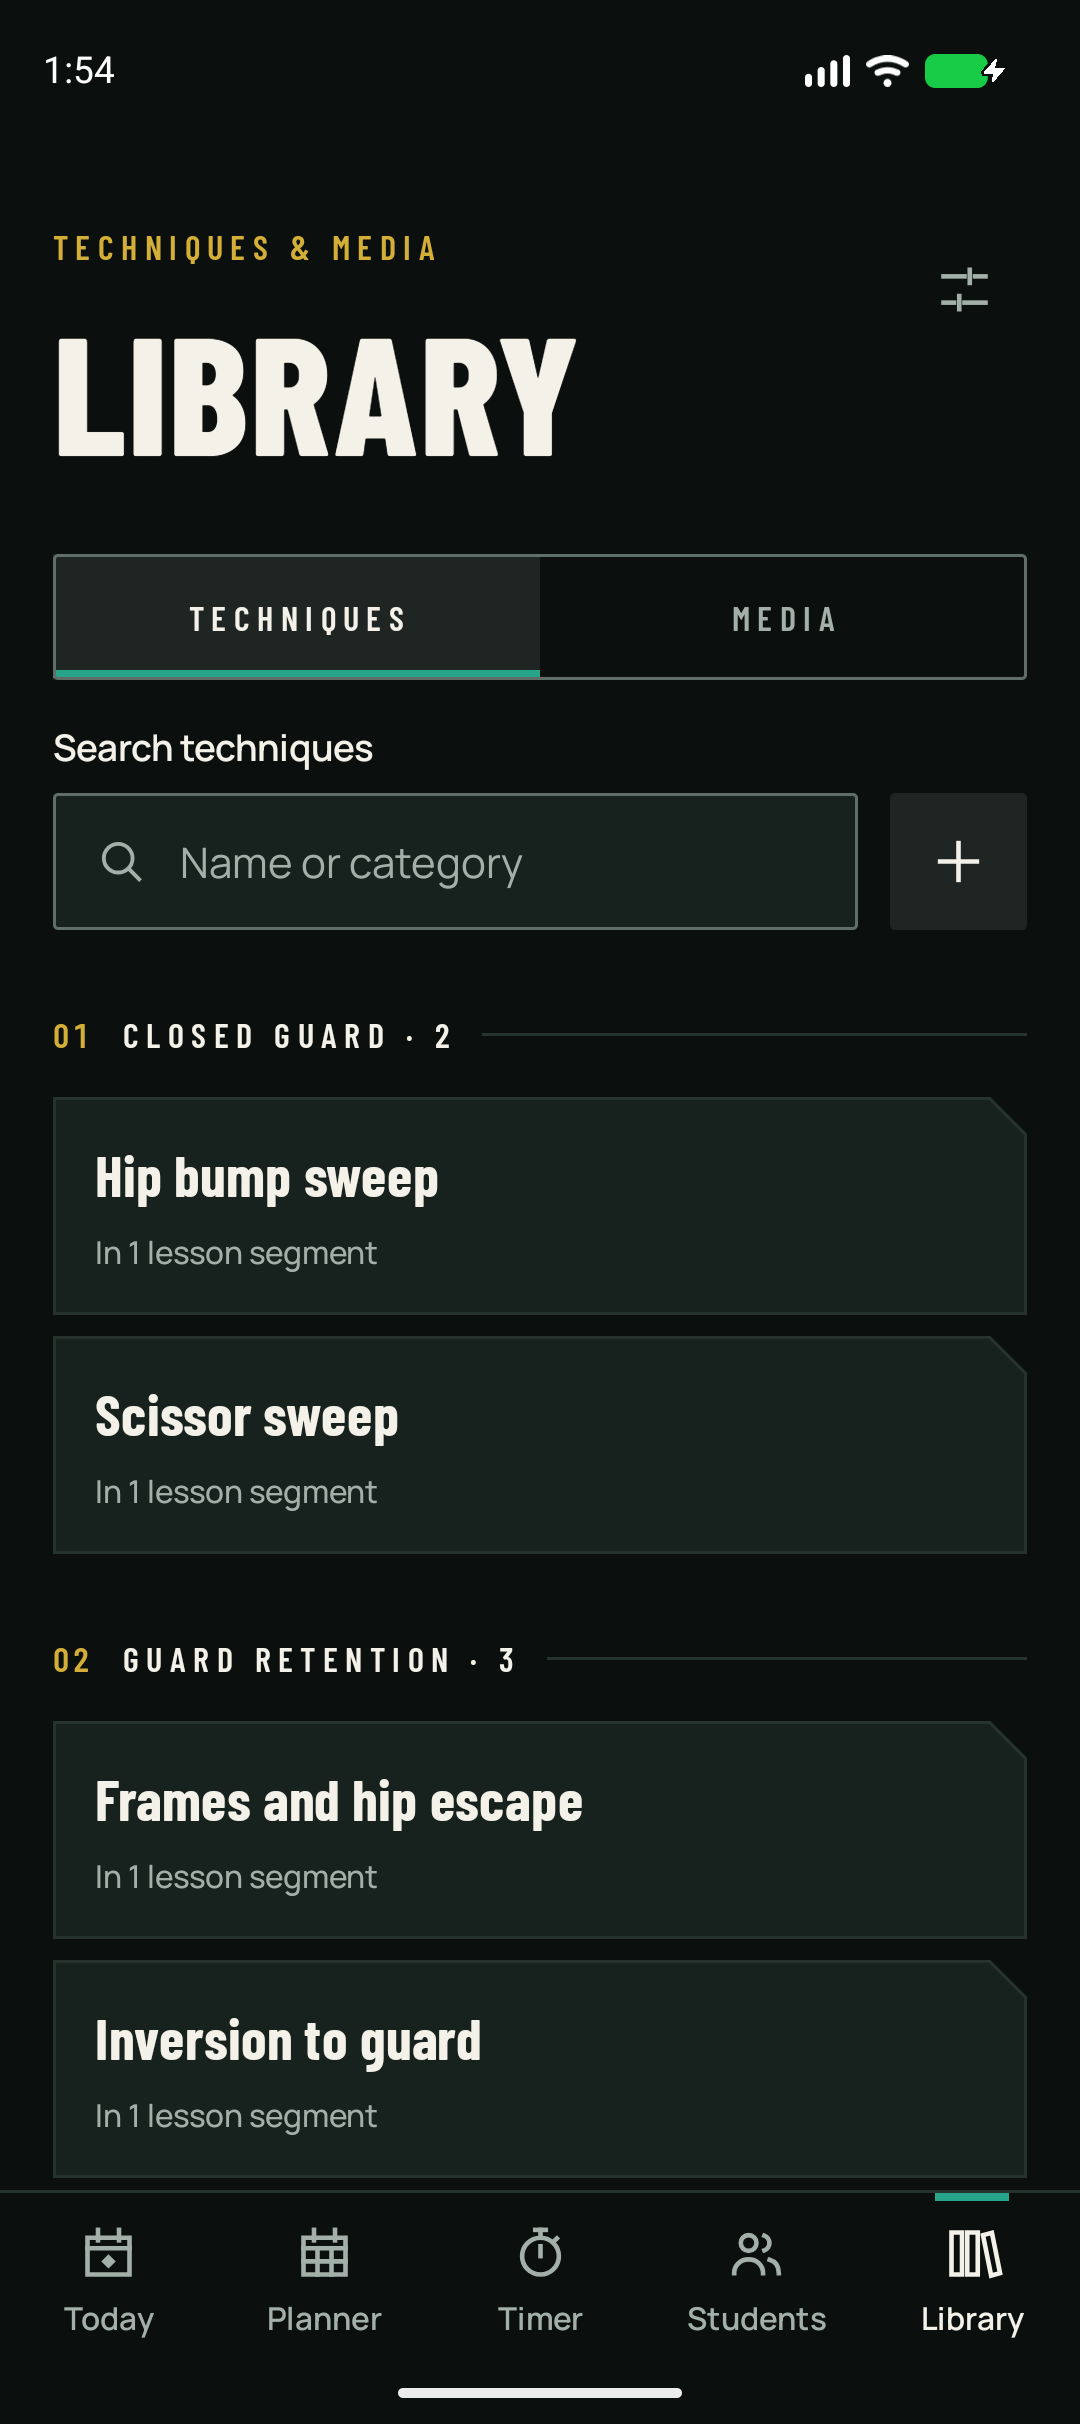 1:54
TECHNIQUES & MEDIA
LIBRARY
TECHNIQUES
MEDIA
Search techniques
Name or category
01 CLOSED GUARD · 2
Hip bump sweep
In 1 lesson segment
Scissor sweep
In 1 lesson segment
02 GUARD RETENTION · 3
Frames and hip escape
In 1 lesson segment
Inversion to guard
In 1 lesson segment
Today
Planner
Timer
Students
Library